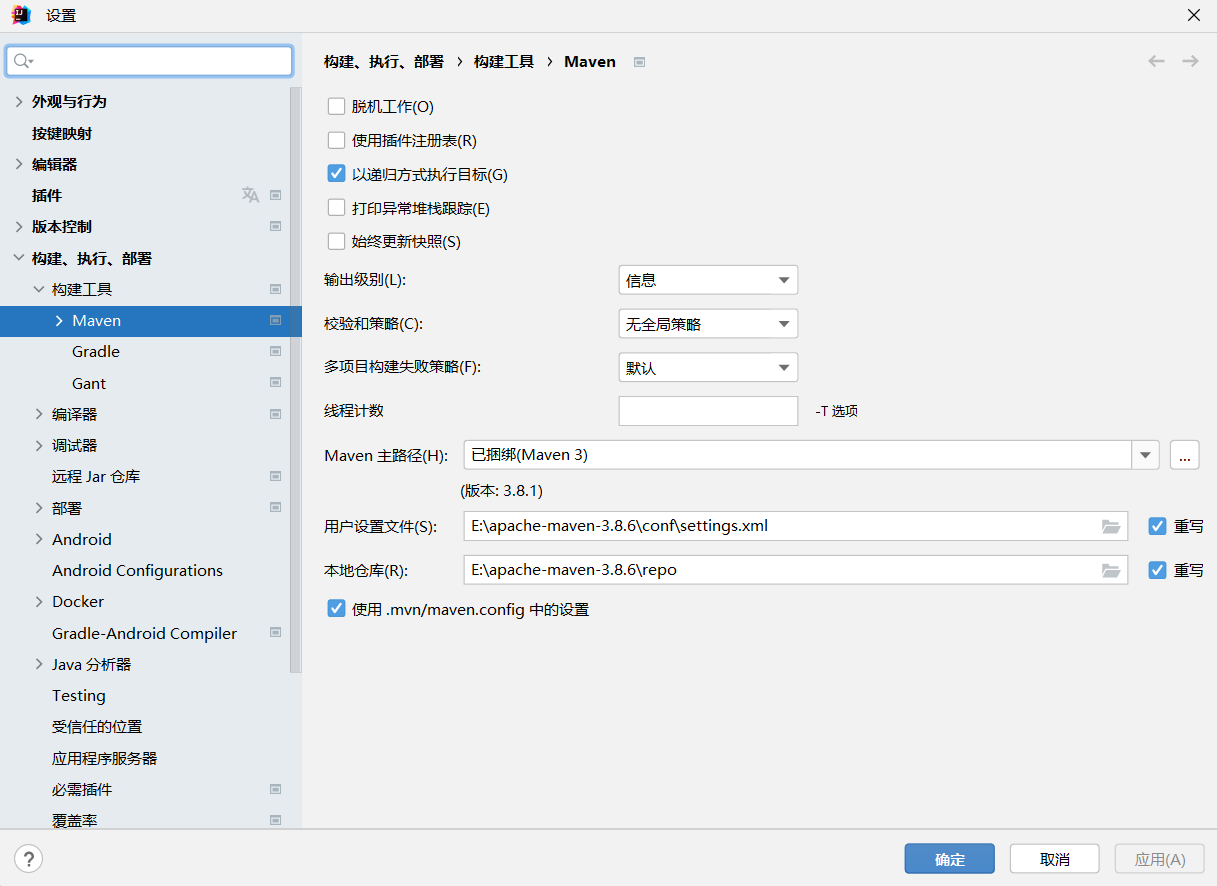 设置
外观与行为
按键映射
编辑器
插件
版本控制
构建、执行、部署
构建工具
Maven
Gradle
Gant
编译器
调试器
远程 Jar 仓库
部署
Android
Android Configurations
Docker
Gradle-Android Compiler
Java 分析器
Testing
受信任的位置
应用程序服务器
必需插件
覆盖率
构建、执行、部署 › 构建工具 › Maven
脱机工作(O)
使用插件注册表(R)
以递归方式执行目标(G)
打印异常堆栈跟踪(E)
始终更新快照(S)
输出级别(L): 信息
校验和策略(C): 无全局策略
多项目构建失败策略(F): 默认
线程计数 -T 选项
Maven 主路径(H): 已捆绑(Maven 3) ...
(版本: 3.8.1)
用户设置文件(S): E:\apache-maven-3.8.6\conf\settings.xml 重写
本地仓库(R): E:\apache-maven-3.8.6\repo 重写
使用 .mvn/maven.config 中的设置
? 确定 取消 应用(A)